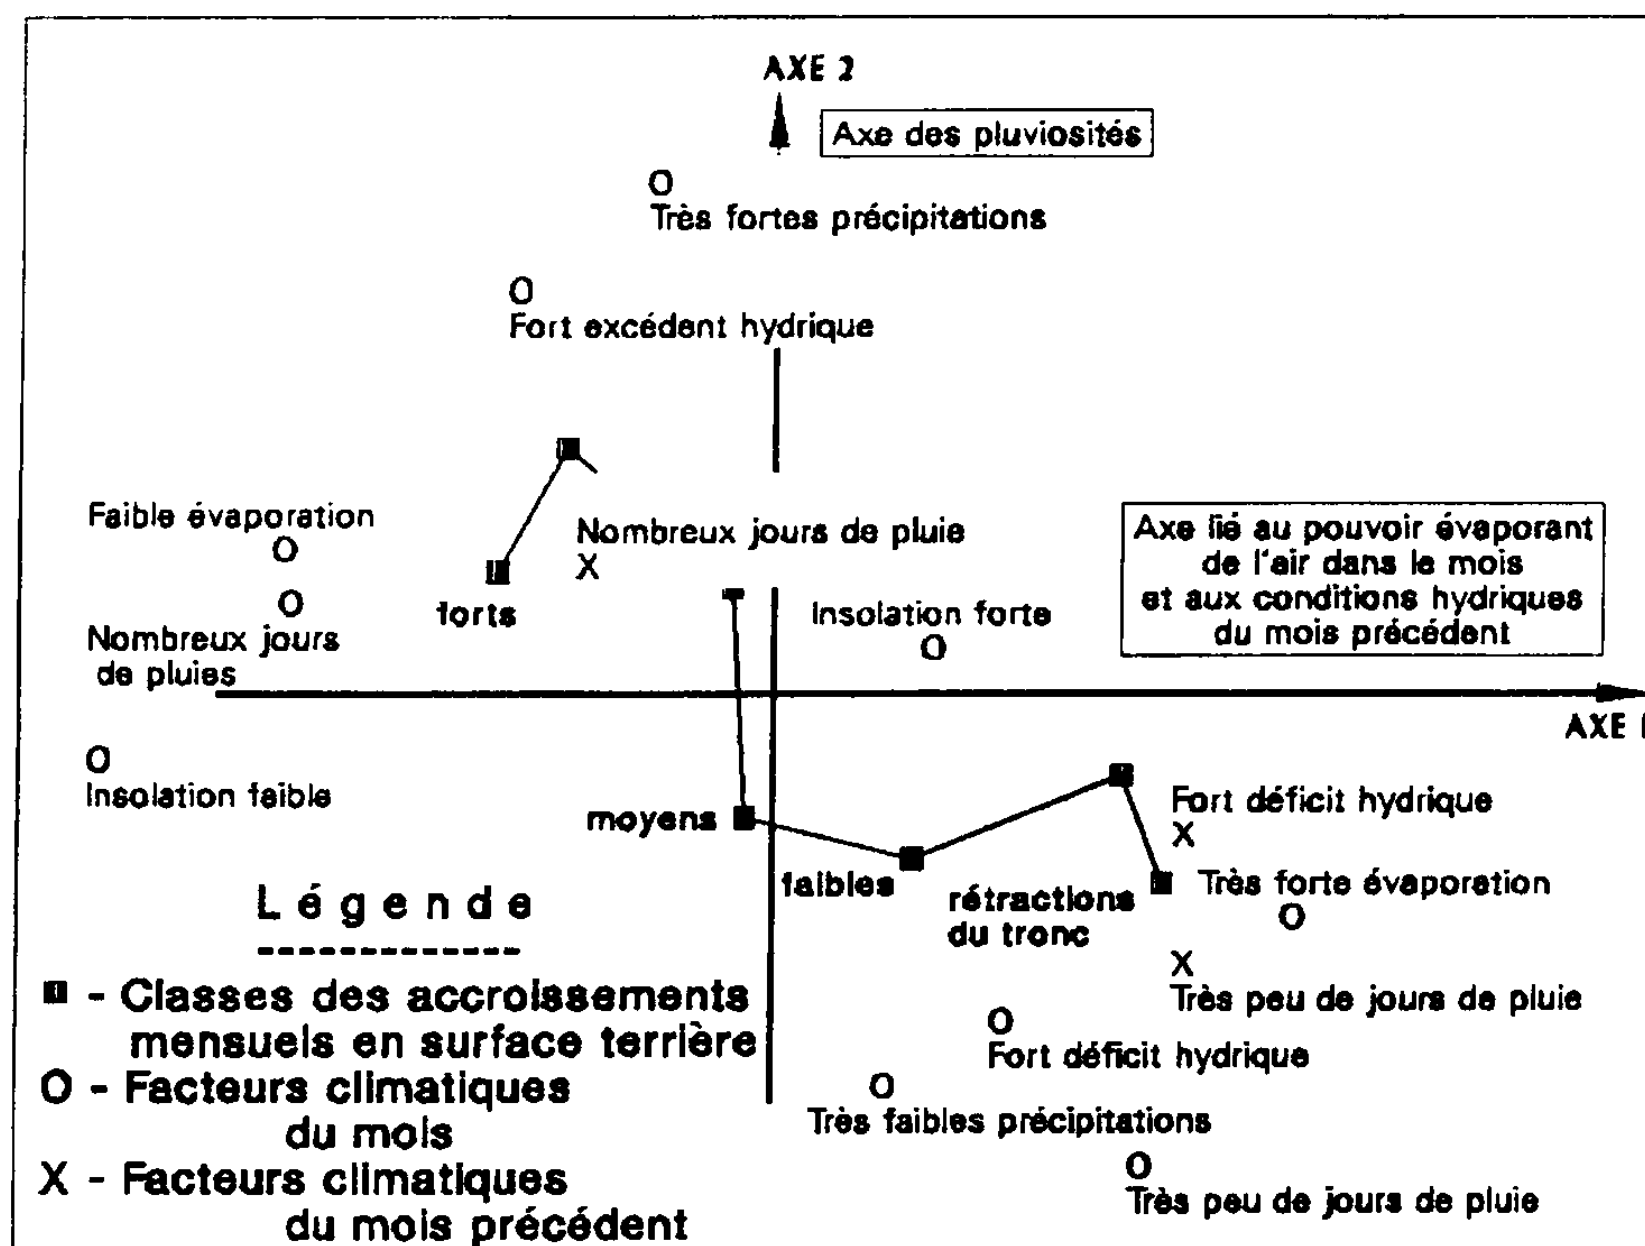 AXE 2
Axe des pluviosités
O
Très fortes précipitations
O
Fort excédent hydrique
Faible évaporation
O
Nombreux jours de pluie
X
forts
O
Nombreux jours
de pluies
Insolation forte
O
Axe lié au pouvoir évaporant
de l'air dans le mois
et aux conditions hydriques
du mois précédent
AXE 1
O
Insolation faible
moyens
faibles
rétractions
du tronc
Fort déficit hydrique
X
Très forte évaporation
O
X
Très peu de jours de pluie
O
Fort déficit hydrique
O
Très faibles précipitations
O
Très peu de jours de pluie
Légende
- Classes des accroissements
mensuels en surface terrière
O - Facteurs climatiques
du mois
X - Facteurs climatiques
du mois précédent